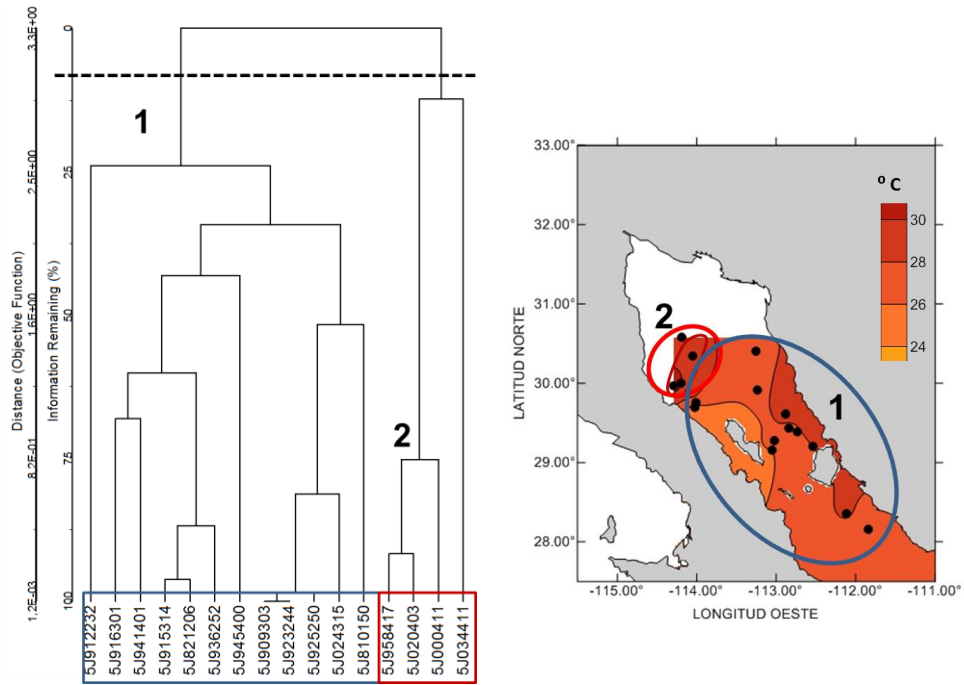 Distance (Objective Function)
3.3E+00
2.5E+00
1.6E+00
8.2E-01
1.2E-03
Information Remaining (%)
0
25
50
75
100
1
2
5J912232
5J916301
5J941401
5J915314
5J821206
5J936252
5J945400
5J909303
5J923244
5J925250
5J024315
5J810150
5J958417
5J020403
5J000411
5J034411
33.00°
32.00°
31.00°
30.00°
29.00°
28.00°
LATITUD NORTE
-115.00°
-114.00°
-113.00°
-112.00°
-111.00°
LONGITUD OESTE
º C
30
28
26
24
2
1